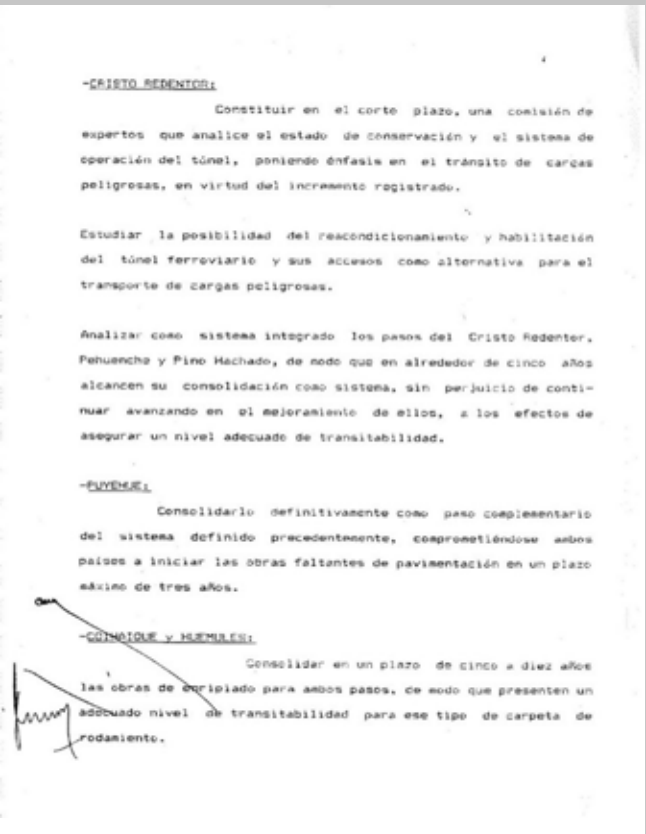 -CRISTO REDENTOR:
Constituir en el corto plazo, una comisión de
expertos que analice el estado de conservación y el sistema de
operación del túnel, poniendo énfasis en el tránsito de cargas
peligrosas, en virtud del incremento registrado.
Estudiar la posibilidad del reacondicionamiento y habilitación
del túnel ferroviario y sus accesos como alternativa para el
transporte de cargas peligrosas.
Analizar como sistema integrado los pasos del Cristo Redentor,
Pehuenche y Pino Hachado, de modo que en alrededor de cinco años
alcancen su consolidación como sistema, sin perjuicio de conti-
nuar avanzando en el mejoramiento de ellos, a los efectos de
asegurar un nivel adecuado de transitabilidad.
-PUYEHUE:
Consolidarlo definitivamente como paso complementario
del sistema definido precedentemente, comprometiéndose ambos
países a iniciar las obras faltantes de pavimentación en un plazo
máximo de tres años.
-COIHAIQUE y HUEMULES:
Consolidar en un plazo de cinco a diez años
las obras de enripiado para ambos pasos, de modo que presenten un
adecuado nivel de transitabilidad para ese tipo de carpeta de
rodamiento.